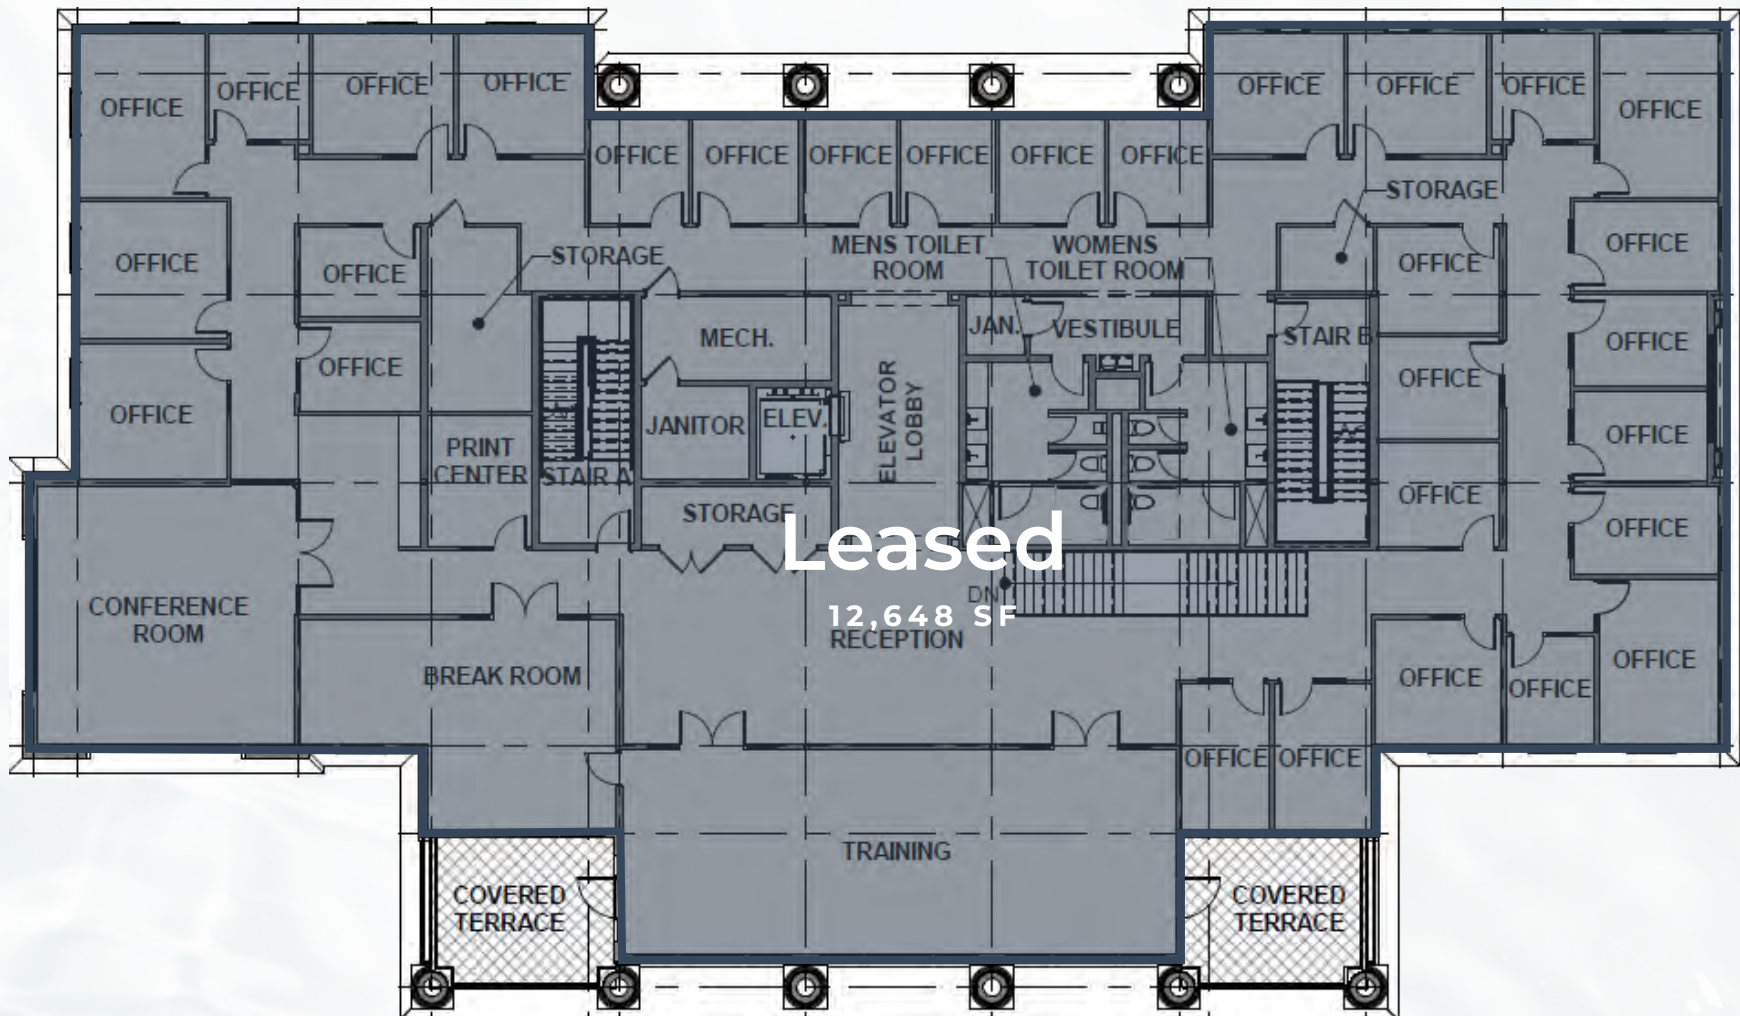 OFFICE
OFFICE
OFFICE
OFFICE
OFFICE
OFFICE
OFFICE
OFFICE
OFFICE
OFFICE
OFFICE
OFFICE
OFFICE
OFFICE
STORAGE
STORAGE
MENS TOILET
ROOM
WOMENS
TOILET ROOM
OFFICE
OFFICE
OFFICE
OFFICE
JAN.
VESTIBULE
STAIR B
MECH.
OFFICE
OFFICE
OFFICE
OFFICE
ELEVATOR
LOBBY
JANITOR
ELEV.
OFFICE
PRINT
CENTER
STAIR A
OFFICE
STORAGE
OFFICE
Leased
12,648 SF
DN
CONFERENCE
ROOM
RECEPTION
BREAK ROOM
OFFICE
OFFICE
OFFICE
OFFICE
OFFICE
TRAINING
COVERED
TERRACE
COVERED
TERRACE